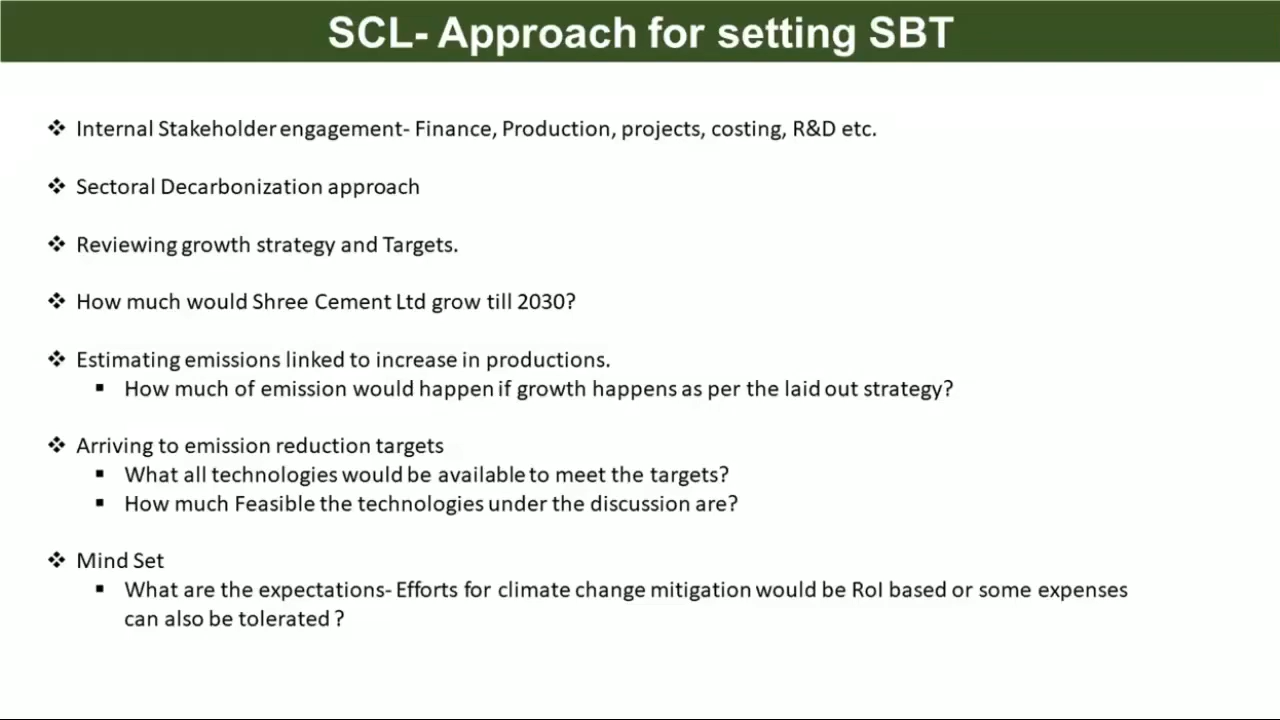 SCL- Approach for setting SBT
❖ Internal Stakeholder engagement- Finance, Production, projects, costing, R&D etc.
❖ Sectoral Decarbonization approach
❖ Reviewing growth strategy and Targets.
❖ How much would Shree Cement Ltd grow till 2030?
❖ Estimating emissions linked to increase in productions.
▪ How much of emission would happen if growth happens as per the laid out strategy?
❖ Arriving to emission reduction targets
▪ What all technologies would be available to meet the targets?
▪ How much Feasible the technologies under the discussion are?
❖ Mind Set
▪ What are the expectations- Efforts for climate change mitigation would be RoI based or some expenses
can also be tolerated ?